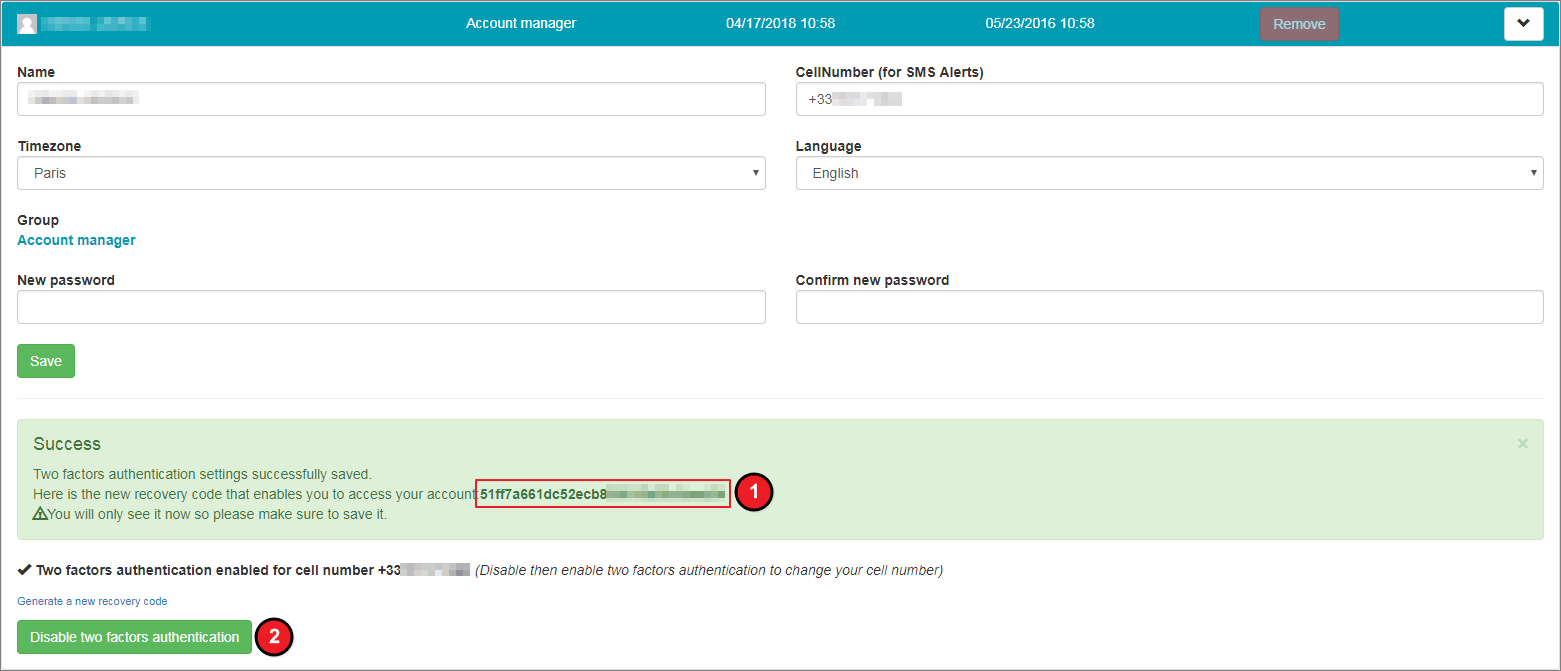 Account manager 04/17/2018 10:58 05/23/2016 10:58 Remove
Name CellNumber (for SMS Alerts)
+33
Timezone Language
Paris English
Group
Account manager
New password Confirm new password
Save
Success
Two factors authentication settings successfully saved.
Here is the new recovery code that enables you to access your account: 51ff7a661dc52ecb8 1
You will only see it now so please make sure to save it.
Two factors authentication enabled for cell number +33 (Disable then enable two factors authentication to change your cell number)
Generate a new recovery code
Disable two factors authentication 2